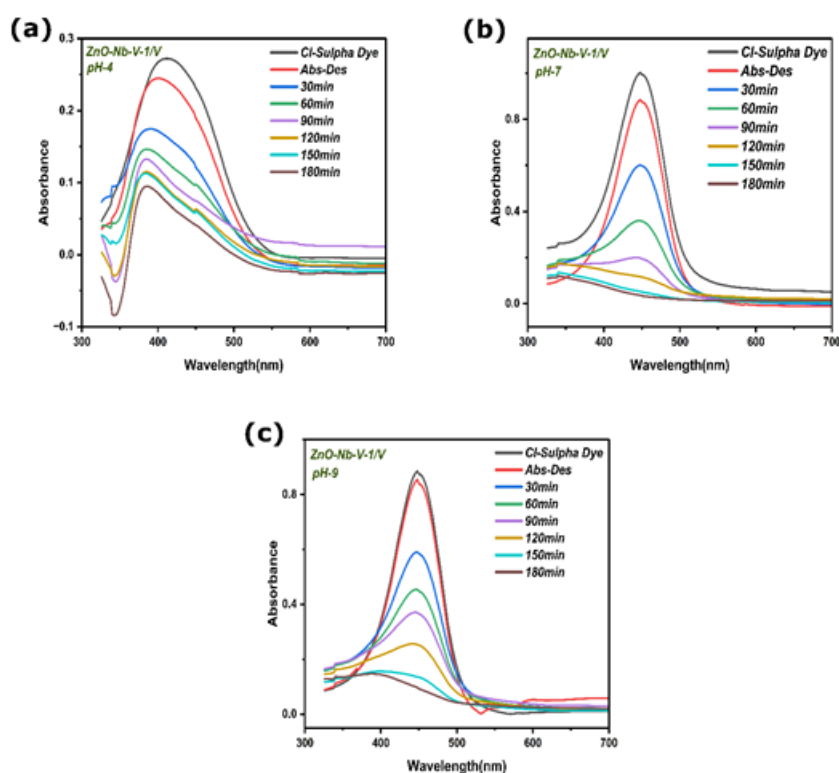 (a)
ZnO-Nb-V-1/V
pH-4
Cl-Sulpha Dye
Abs-Des
30min
60min
90min
120min
150min
180min
0.3
0.2
0.1
0.0
-0.1
Absorbance
300
400
500
600
700
Wavelength(nm)
(b)
ZnO-Nb-V-1/V
pH-7
Cl-Sulpha Dye
Abs-Des
30min
60min
90min
120min
150min
180min
0.8
0.4
0.0
Absorbance
300
400
500
600
700
Wavelength(nm)
(c)
ZnO-Nb-V-1/V
pH-9
Cl-Sulpha Dye
Abs-Des
30min
60min
90min
120min
150min
180min
0.8
0.4
0.0
Absorbance
300
400
500
600
700
Wavelength(nm)